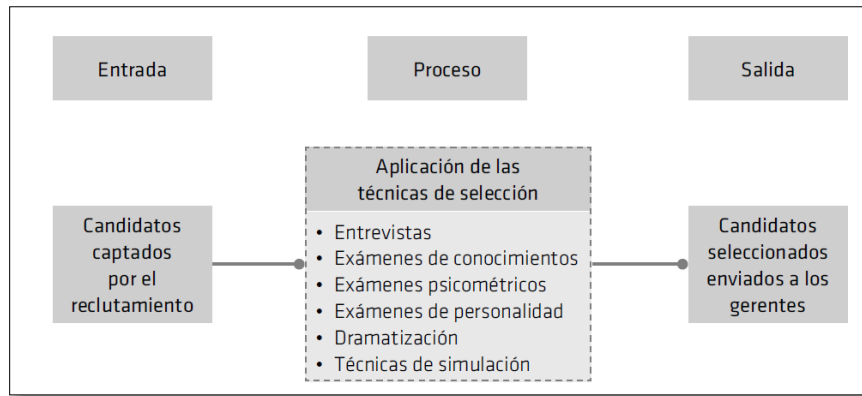 Entrada
Proceso
Salida
Candidatos
captados
por el
reclutamiento
Aplicación de las
técnicas de selección
• Entrevistas
• Exámenes de conocimientos
• Exámenes psicométricos
• Exámenes de personalidad
• Dramatización
• Técnicas de simulación
Candidatos
seleccionados
enviados a los
gerentes